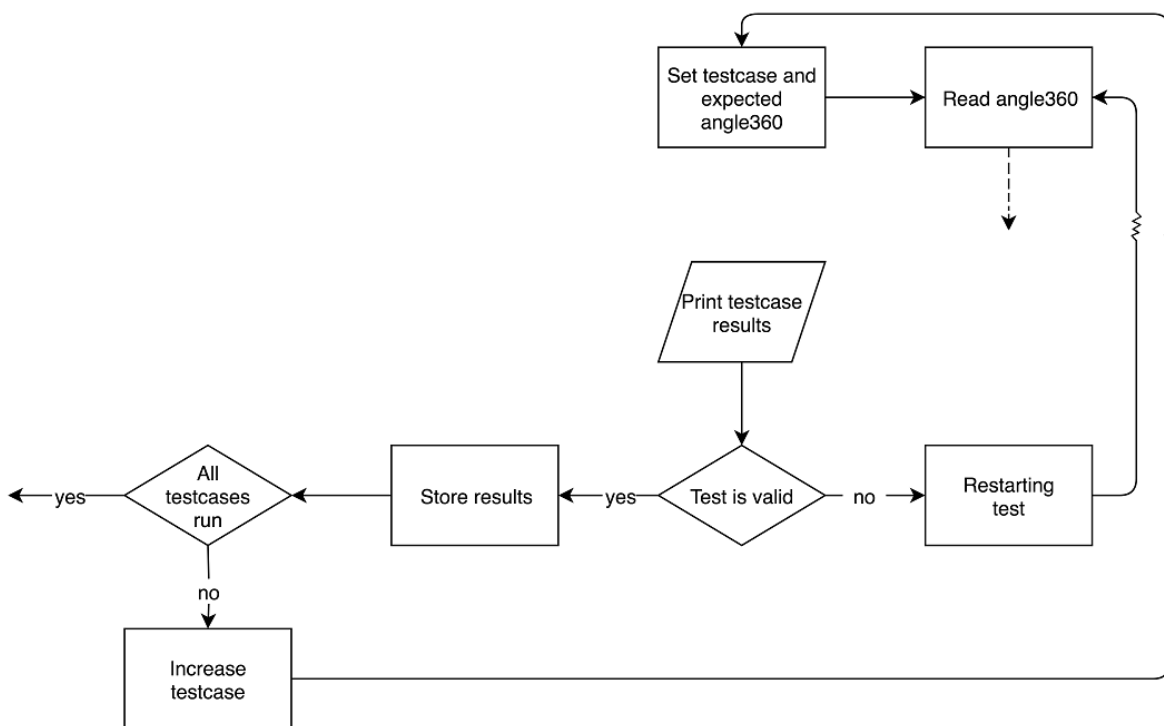 Set testcase and
expected
angle360
Read angle360
Print testcase
results
All
testcases
run
yes
Store results
yes
Test is valid
no
Restarting
test
no
Increase
testcase